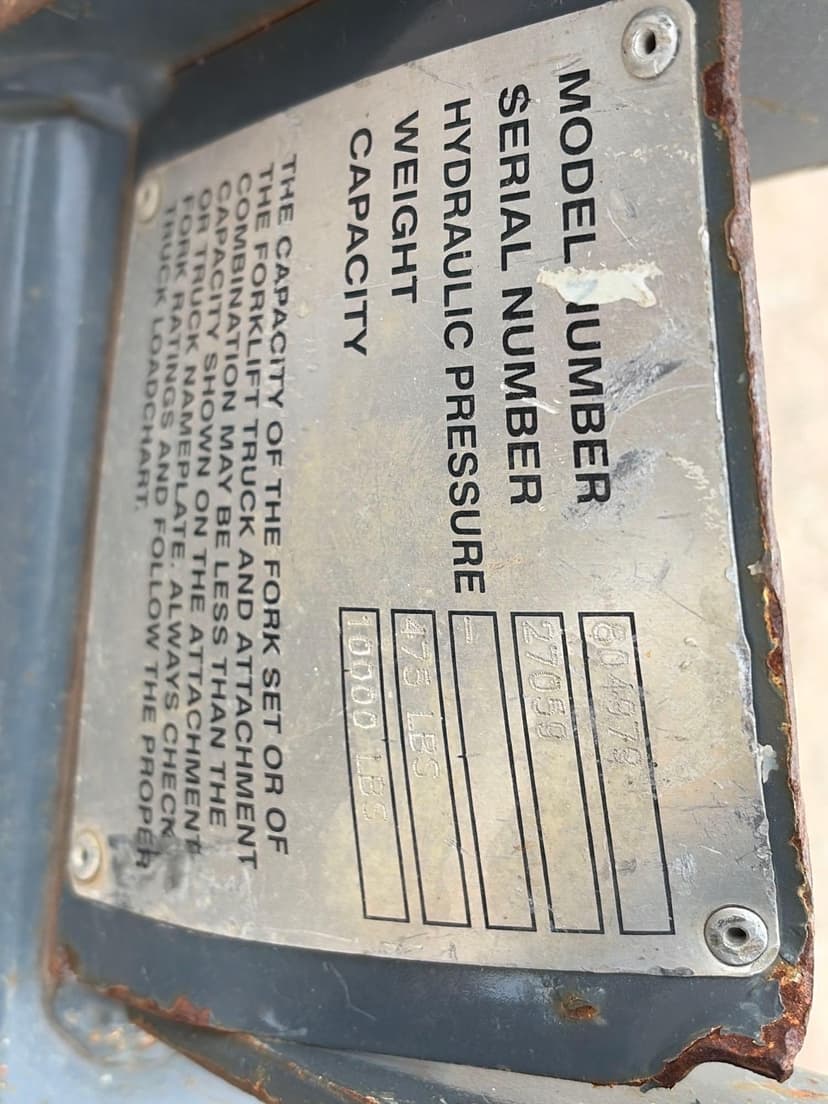 MODEL NUMBER 804979
SERIAL NUMBER 27059
HYDRAULIC PRESSURE -
WEIGHT 475 LBS
CAPACITY 10000 LBS
THE CAPACITY OF THE FORK SET OR OF
THE FORKLIFT TRUCK AND ATTACHMENT
COMBINATION MAY BE LESS THAN THE
CAPACITY SHOWN ON THE ATTACHMENT
OR TRUCK NAMEPLATE. ALWAYS CHECK
FORK RATINGS AND FOLLOW THE PROPER
TRUCK LOADCHART.